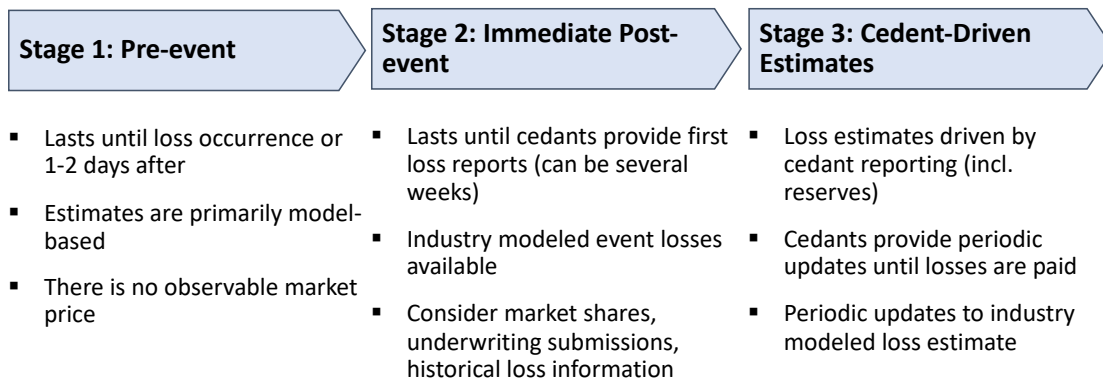 Stage 1: Pre-event
▪ Lasts until loss occurrence or
1-2 days after
▪ Estimates are primarily model-
based
▪ There is no observable market
price
Stage 2: Immediate Post-
event
▪ Lasts until cedants provide first
loss reports (can be several
weeks)
▪ Industry modeled event losses
available
▪ Consider market shares,
underwriting submissions,
historical loss information
Stage 3: Cedent-Driven
Estimates
▪ Loss estimates driven by
cedant reporting (incl.
reserves)
▪ Cedants provide periodic
updates until losses are paid
▪ Periodic updates to industry
modeled loss estimate